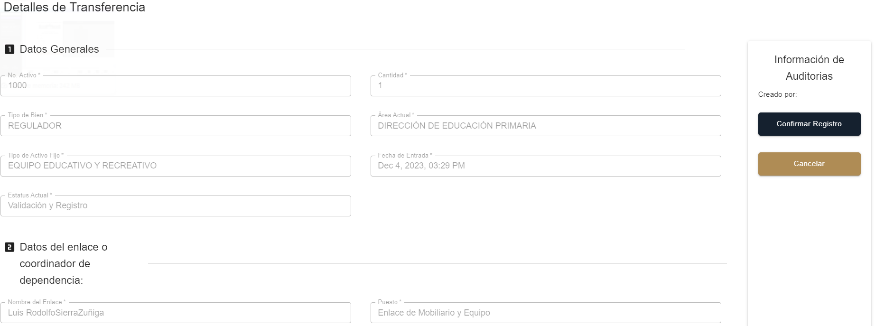 Detalles de Transferencia
1 Datos Generales
No. Activo *
1000
Cantidad *
1
Tipo de Bien *
REGULADOR
Área Actual *
DIRECCIÓN DE EDUCACIÓN PRIMARIA
Tipo de Activo Fijo *
EQUIPO EDUCATIVO Y RECREATIVO
Fecha de Entrada *
Dec 4, 2023, 03:29 PM
Estatus Actual *
Validación y Registro
2 Datos del enlace o
coordinador de
dependencia:
Nombre del Enlace *
Luis RodolfoSierraZuñiga
Puesto *
Enlace de Mobiliario y Equipo
Información de
Auditorias
Creado por:
Confirmar Registro
Cancelar